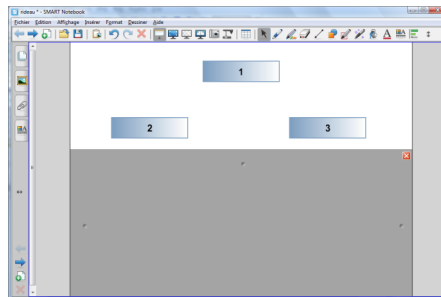 rideau * - SMART Notebook
Fichier Edition Affichage Insérer Format Dessiner Aide
1
2 3